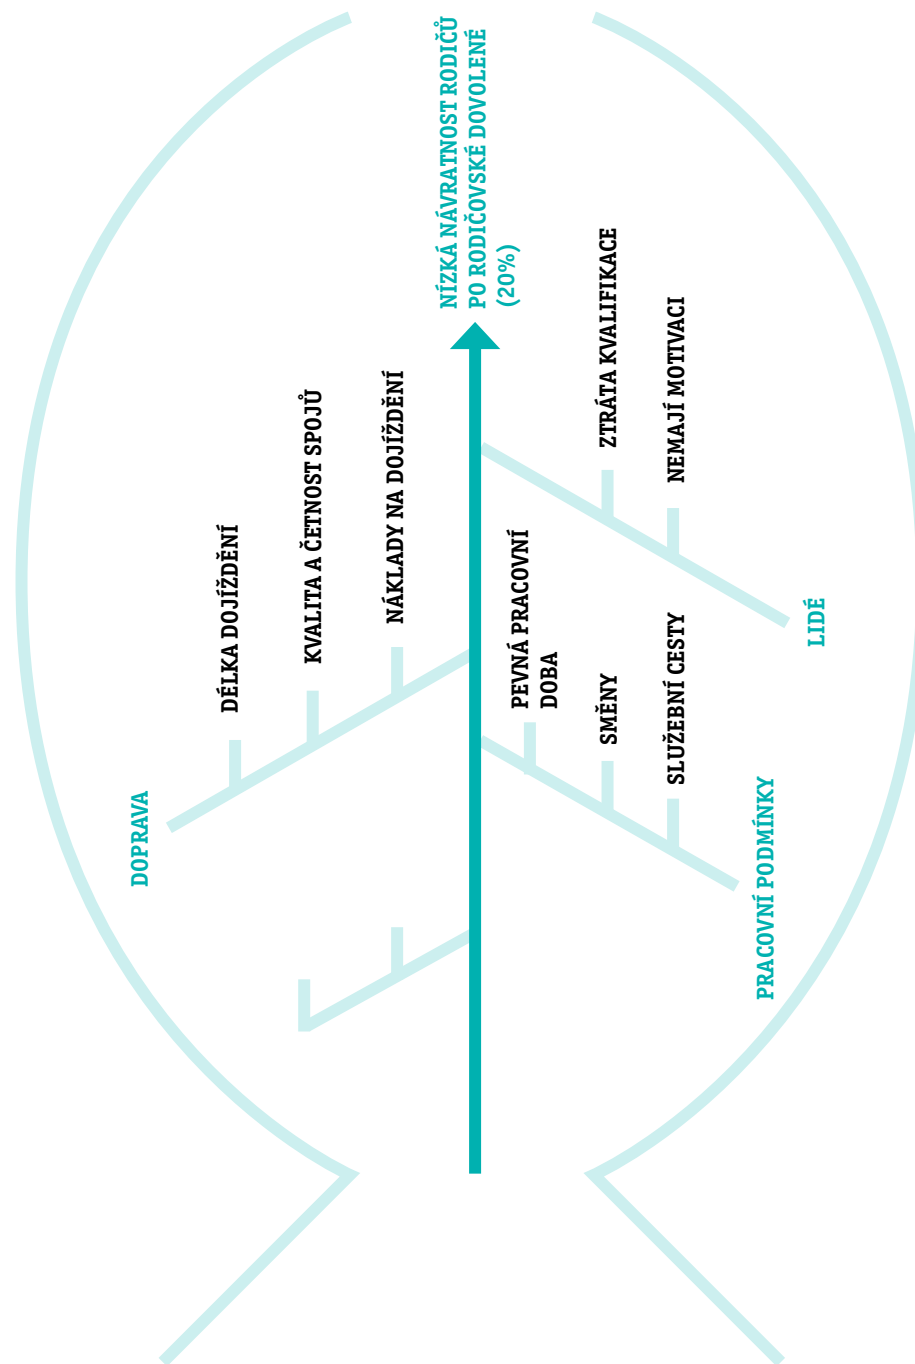 DOPRAVA
DÉLKA DOJÍŽDĚNÍ
KVALITA A ČETNOST SPOJŮ
NÁKLADY NA DOJÍŽDĚNÍ
NÍZKÁ NÁVRATNOST RODIČŮ
PO RODIČOVSKÉ DOVOLENÉ
(20%)
PEVNÁ PRACOVNÍ
DOBA
SMĚNY
SLUŽEBNÍ CESTY
PRACOVNÍ PODMÍNKY
ZTRÁTA KVALIFIKACE
NEMAJÍ MOTIVACI
LIDÉ